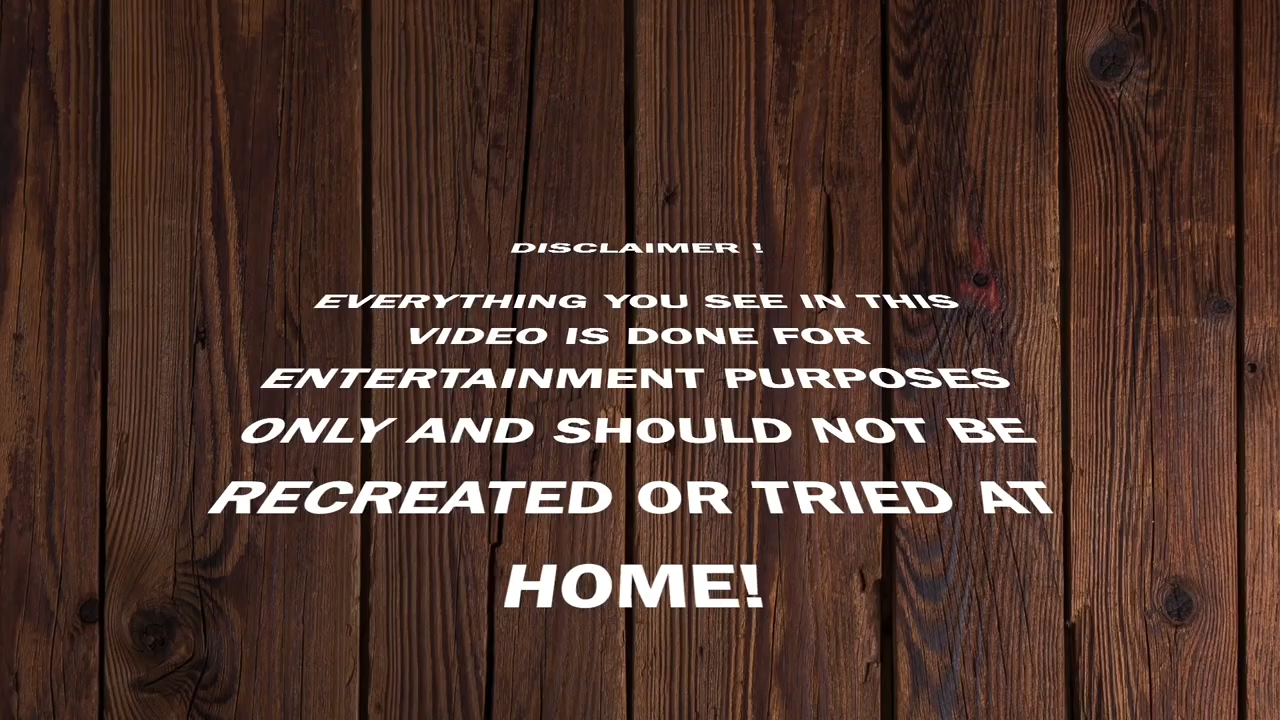 DISCLAIMER !
EVERYTHING YOU SEE IN THIS
VIDEO IS DONE FOR
ENTERTAINMENT PURPOSES
ONLY AND SHOULD NOT BE
RECREATED OR TRIED AT
HOME!